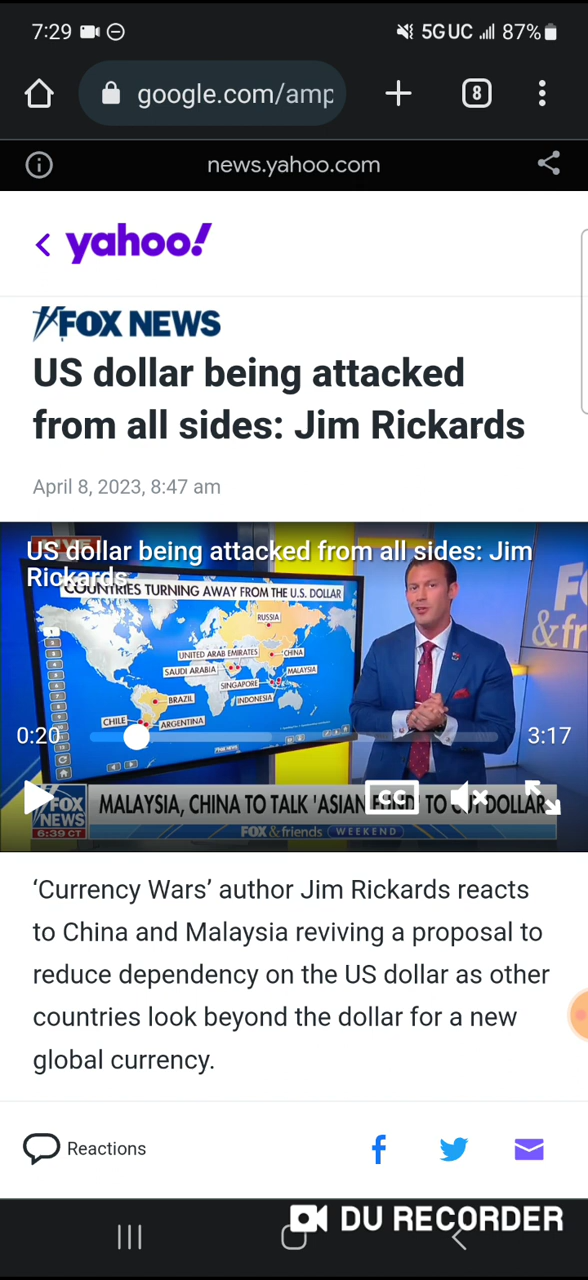 7:29
5G UC
87%
google.com/amp
8
news.yahoo.com
yahoo!
FOX NEWS
US dollar being attacked
from all sides: Jim Rickards
April 8, 2023, 8:47 am
US dollar being attacked from all sides: Jim
Rickards
COUNTRIES TURNING AWAY FROM THE U.S. DOLLAR
RUSSIA
UNITED ARAB EMIRATES
CHINA
SAUDI ARABIA
MALAYSIA
SINGAPORE
BRAZIL
INDONESIA
CHILE
ARGENTINA
&fr
0:20
3:17
CC
FOX
NEWS
MALAYSIA, CHINA TO TALK 'ASIAN TO DOLLAR
6:39 CT
FOX & friends WEEKEND
‘Currency Wars’ author Jim Rickards reacts
to China and Malaysia reviving a proposal to
reduce dependency on the US dollar as other
countries look beyond the dollar for a new
global currency.
Reactions
DU RECORDER